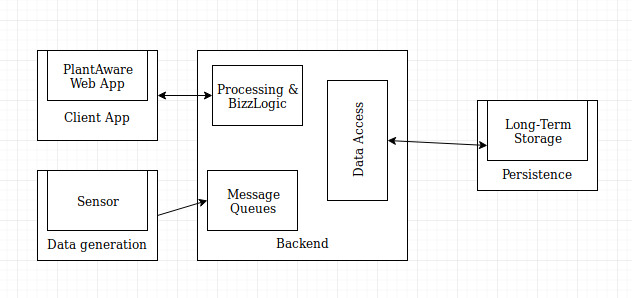 PlantAware
Web App
Client App
Processing &
BizzLogic
Data Access
Long-Term
Storage
Persistence
Sensor
Data generation
Message
Queues
Backend